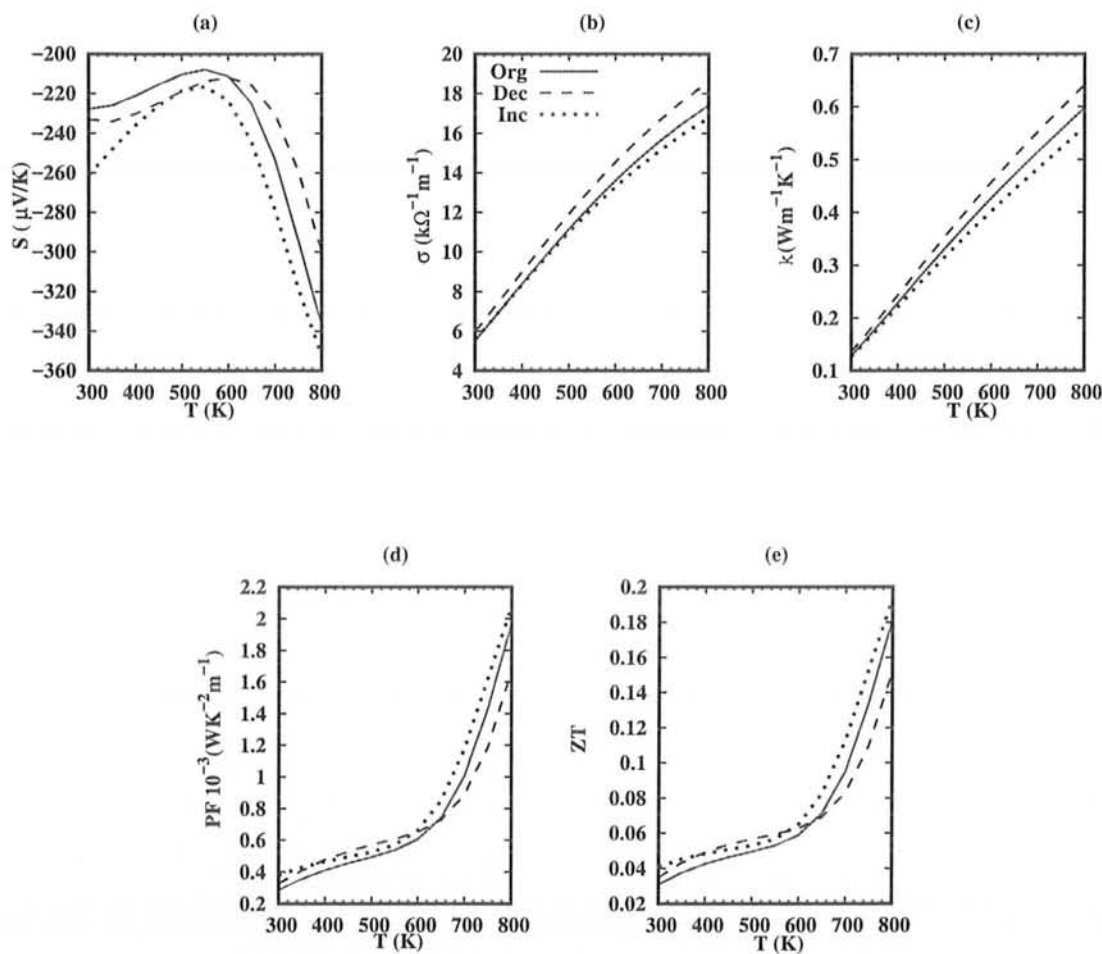 (a) (b) (c)
−200 −220 −240 −260 −280 −300 −320 −340 −360
S ( μV/K)
300 400 500 600 700 800
T (K)
20 18 16 14 12 10 8 6 4
σ (kΩ−1m−1)
Org
Dec
Inc
300 400 500 600 700 800
T (K)
0.7 0.6 0.5 0.4 0.3 0.2 0.1
k(Wm−1K−1)
300 400 500 600 700 800
T (K)
(d) (e)
2.2 2 1.8 1.6 1.4 1.2 1 0.8 0.6 0.4 0.2
PF 10−3(WK−2m−1)
300 400 500 600 700 800
T (K)
0.2 0.18 0.16 0.14 0.12 0.1 0.08 0.06 0.04 0.02
ZT
300 400 500 600 700 800
T (K)